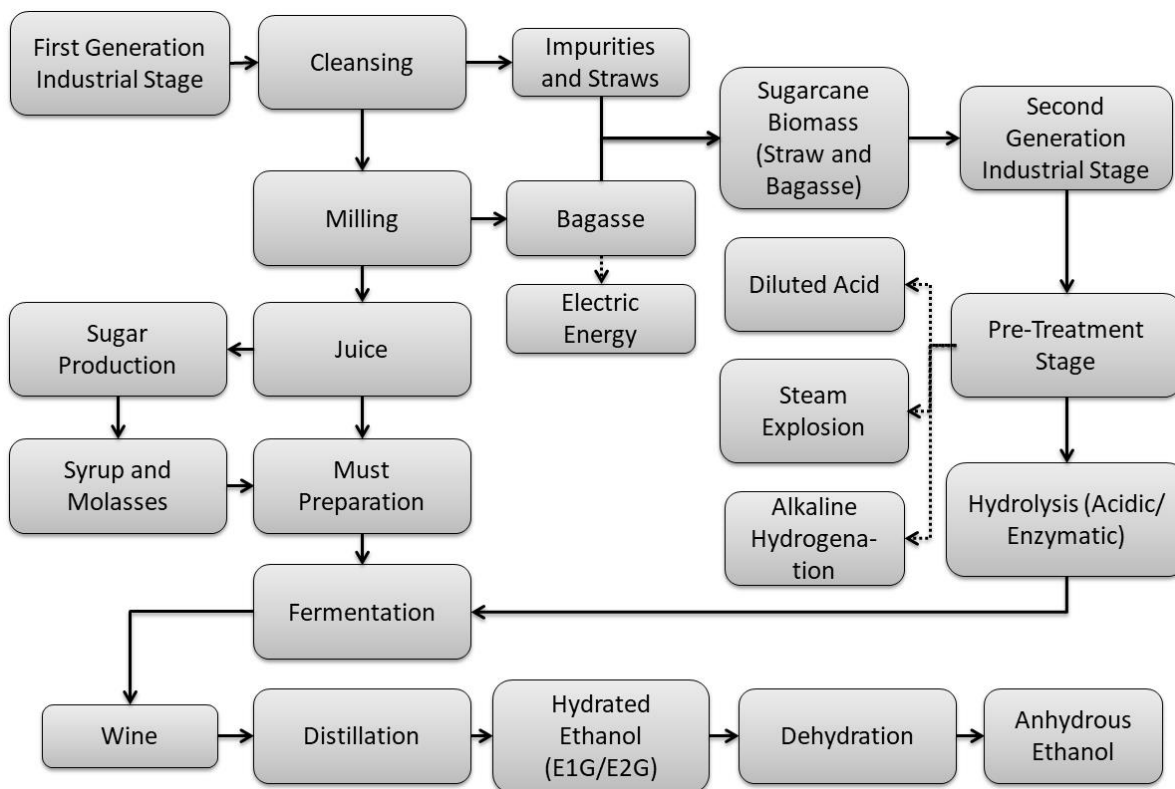 First Generation
Industrial Stage
Cleansing
Impurities
and Straws
Sugarcane
Biomass
(Straw and
Bagasse)
Second
Generation
Industrial Stage
Milling
Bagasse
Electric
Energy
Diluted Acid
Sugar
Production
Juice
Pre-Treatment
Stage
Steam
Explosion
Syrup and
Molasses
Must
Preparation
Alkaline
Hydrogena-
tion
Hydrolysis (Acidic/
Enzymatic)
Fermentation
Wine
Distillation
Hydrated
Ethanol
(E1G/E2G)
Dehydration
Anhydrous
Ethanol